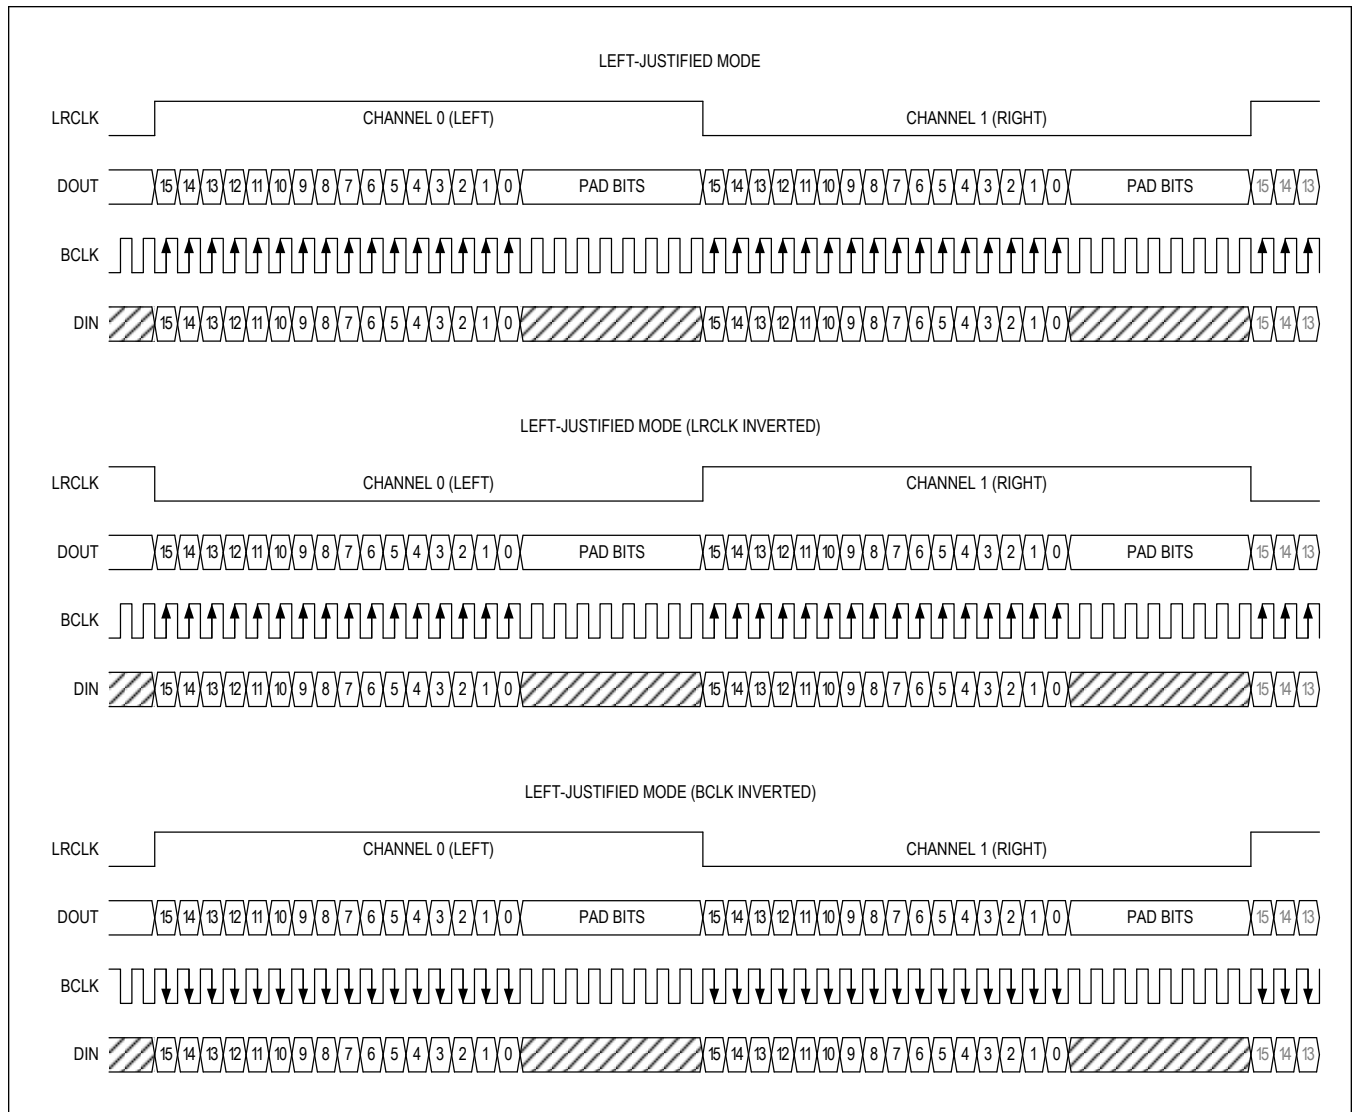 LEFT-JUSTIFIED MODE
LRCLK CHANNEL 0 (LEFT) CHANNEL 1 (RIGHT)
DOUT 15 14 13 12 11 10 9 8 7 6 5 4 3 2 1 0 PAD BITS 15 14 13 12 11 10 9 8 7 6 5 4 3 2 1 0 PAD BITS 15 14 13
BCLK
DIN 15 14 13 12 11 10 9 8 7 6 5 4 3 2 1 0 15 14 13 12 11 10 9 8 7 6 5 4 3 2 1 0 15 14 13
LEFT-JUSTIFIED MODE (LRCLK INVERTED)
LRCLK CHANNEL 0 (LEFT) CHANNEL 1 (RIGHT)
DOUT 15 14 13 12 11 10 9 8 7 6 5 4 3 2 1 0 PAD BITS 15 14 13 12 11 10 9 8 7 6 5 4 3 2 1 0 PAD BITS 15 14 13
BCLK
DIN 15 14 13 12 11 10 9 8 7 6 5 4 3 2 1 0 15 14 13 12 11 10 9 8 7 6 5 4 3 2 1 0 15 14 13
LEFT-JUSTIFIED MODE (BCLK INVERTED)
LRCLK CHANNEL 0 (LEFT) CHANNEL 1 (RIGHT)
DOUT 15 14 13 12 11 10 9 8 7 6 5 4 3 2 1 0 PAD BITS 15 14 13 12 11 10 9 8 7 6 5 4 3 2 1 0 PAD BITS 15 14 13
BCLK
DIN 15 14 13 12 11 10 9 8 7 6 5 4 3 2 1 0 15 14 13 12 11 10 9 8 7 6 5 4 3 2 1 0 15 14 13